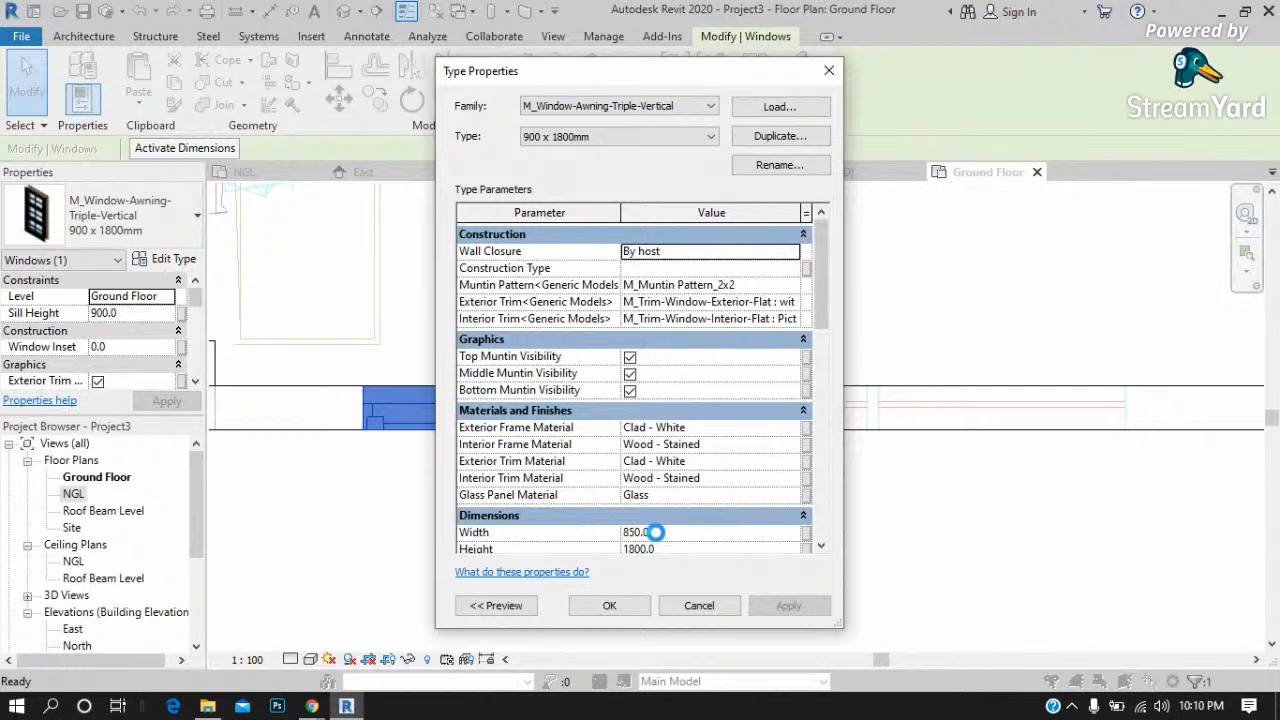 Autodesk Revit 2020 - Project3 - Floor Plan: Ground Floor
Sign In
File
Architecture
Structure
Steel
Systems
Insert
Annotate
Analyze
Collaborate
View
Manage
Add-Ins
Modify | Windows
Powered by
StreamYard
Modify
Cope
Cut
Join
Paste
Select
Properties
Clipboard
Geometry
Modify | Windows
Activate Dimensions
Properties
M_Window-Awning-
Triple-Vertical
900 x 1800mm
Windows (1)
Edit Type
Constraints
Level
Ground Floor
Sill Height
900.0
Construction
Window Inset
0.0
Graphics
Exterior Trim ...
Properties help
Apply
Project Browser - Project3
Views (all)
Floor Plans
Ground Floor
NGL
Roof Beam Level
Site
Ceiling Plans
NGL
Roof Beam Level
3D Views
Elevations (Building Elevation
East
North
NGL
East
Ground Floor
Type Properties
Family:
M_Window-Awning-Triple-Vertical
Load...
Type:
900 x 1800mm
Duplicate...
Rename...
Type Parameters
Parameter
Value
=
Construction
Wall Closure
By host
Construction Type
Muntin Pattern<Generic Models
M_Muntin Pattern_2x2
Exterior Trim<Generic Models>
M_Trim-Window-Exterior-Flat : wit
Interior Trim<Generic Models>
M_Trim-Window-Interior-Flat : Pict
Graphics
Top Muntin Visibility
Middle Muntin Visibility
Bottom Muntin Visibility
Materials and Finishes
Exterior Frame Material
Clad - White
Interior Frame Material
Wood - Stained
Exterior Trim Material
Clad - White
Interior Trim Material
Wood - Stained
Glass Panel Material
Glass
Dimensions
Width
850.0
Height
1800.0
What do these properties do?
<< Preview
OK
Cancel
Apply
1 : 100
Ready
:0
Main Model
:1
10:10 PM